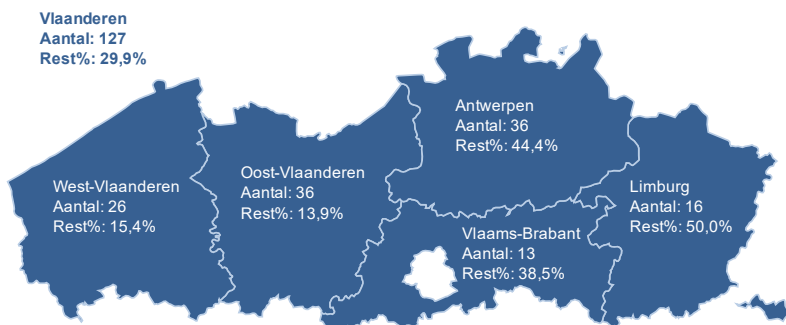 Vlaanderen
Aantal: 127
Rest%: 29,9%
Antwerpen
Aantal: 36
Rest%: 44,4%
West-Vlaanderen
Aantal: 26
Rest%: 15,4%
Oost-Vlaanderen
Aantal: 36
Rest%: 13,9%
Limburg
Aantal: 16
Rest%: 50,0%
Vlaams-Brabant
Aantal: 13
Rest%: 38,5%